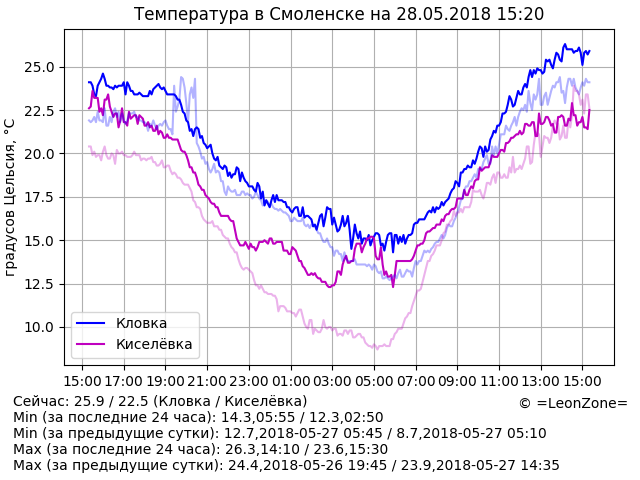 Температура в Смоленске на 28.05.2018 15:20
градусов Цельсия, °C
25.0
22.5
20.0
17.5
15.0
12.5
10.0
Кловка
Киселёвка
15:00 17:00 19:00 21:00 23:00 01:00 03:00 05:00 07:00 09:00 11:00 13:00 15:00
Сейчас: 25.9 / 22.5 (Кловка / Киселёвка)
© =LeonZone=
Min (за последние 24 часа): 14.3,05:55 / 12.3,02:50
Min (за предыдущие сутки): 12.7,2018-05-27 05:45 / 8.7,2018-05-27 05:10
Max (за последние 24 часа): 26.3,14:10 / 23.6,15:30
Max (за предыдущие сутки): 24.4,2018-05-26 19:45 / 23.9,2018-05-27 14:35